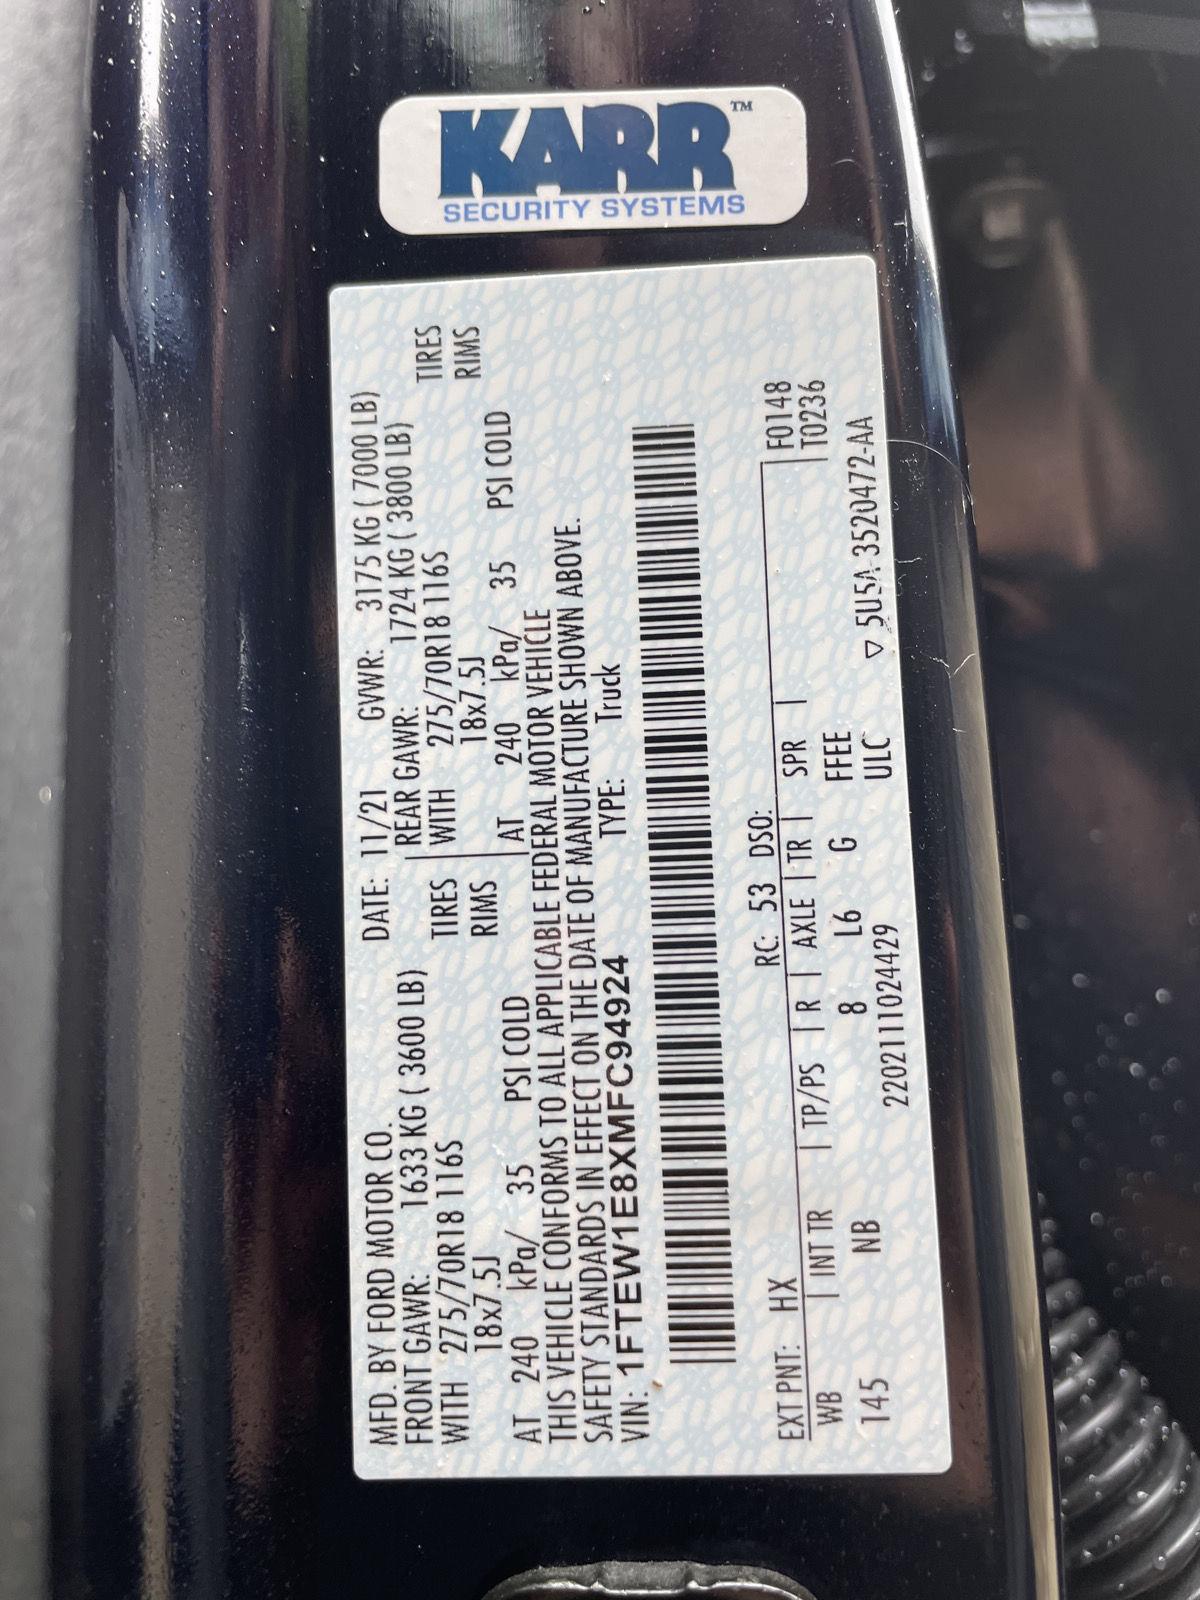 KARR™
SECURITY SYSTEMS
MFD. BY FORD MOTOR CO. DATE: 11/21 GVWR: 3175 KG ( 7000 LB)
FRONT GAWR: 1633 KG ( 3600 LB) REAR GAWR: 1724 KG ( 3800 LB)
WITH 275/70R18 116S TIRES WITH 275/70R18 116S TIRES
18x7.5J RIMS 18x7.5J RIMS
AT 240 kPa/ 35 PSI COLD AT 240 kPa/ 35 PSI COLD
THIS VEHICLE CONFORMS TO ALL APPLICABLE FEDERAL MOTOR VEHICLE
SAFETY STANDARDS IN EFFECT ON THE DATE OF MANUFACTURE SHOWN ABOVE.
VIN: 1FTEW1E8XMFC94924 TYPE: Truck
EXT PNT: HX RC: 53 DSO: F0148
WB INT TR TP/PS R AXLE TR SPR T0236
145 NB 8 L6 G FFEE
2202111024429 ULC ▽ 5U5A-3520472-AA